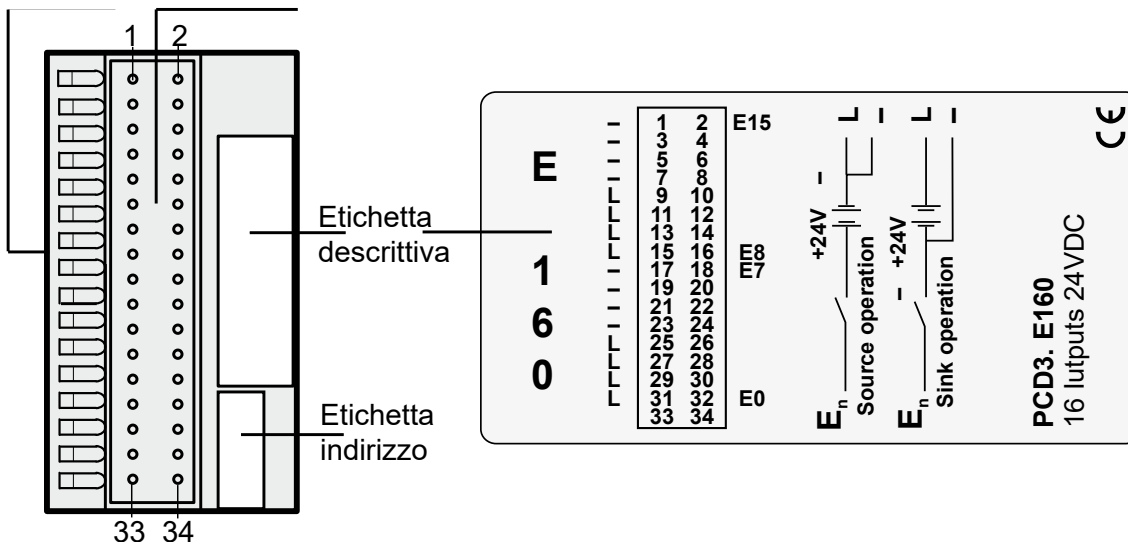 1 2
Etichetta
descrittiva
Etichetta
indirizzo
33 34
E
1
6
0
– 1 2 E15
– 3 4
– 5 6
– 7 8
L 9 10
L 11 12
L 13 14
L 15 16 E8
– 17 18 E7
– 19 20
– 21 22
– 23 24
L 25 26
L 27 28
L 29 30
L 31 32 E0
33 34
En +24V – L –
Source operation
En – +24V L –
Sink operation
PCD3. E160
16 Iutputs 24VDC
CE